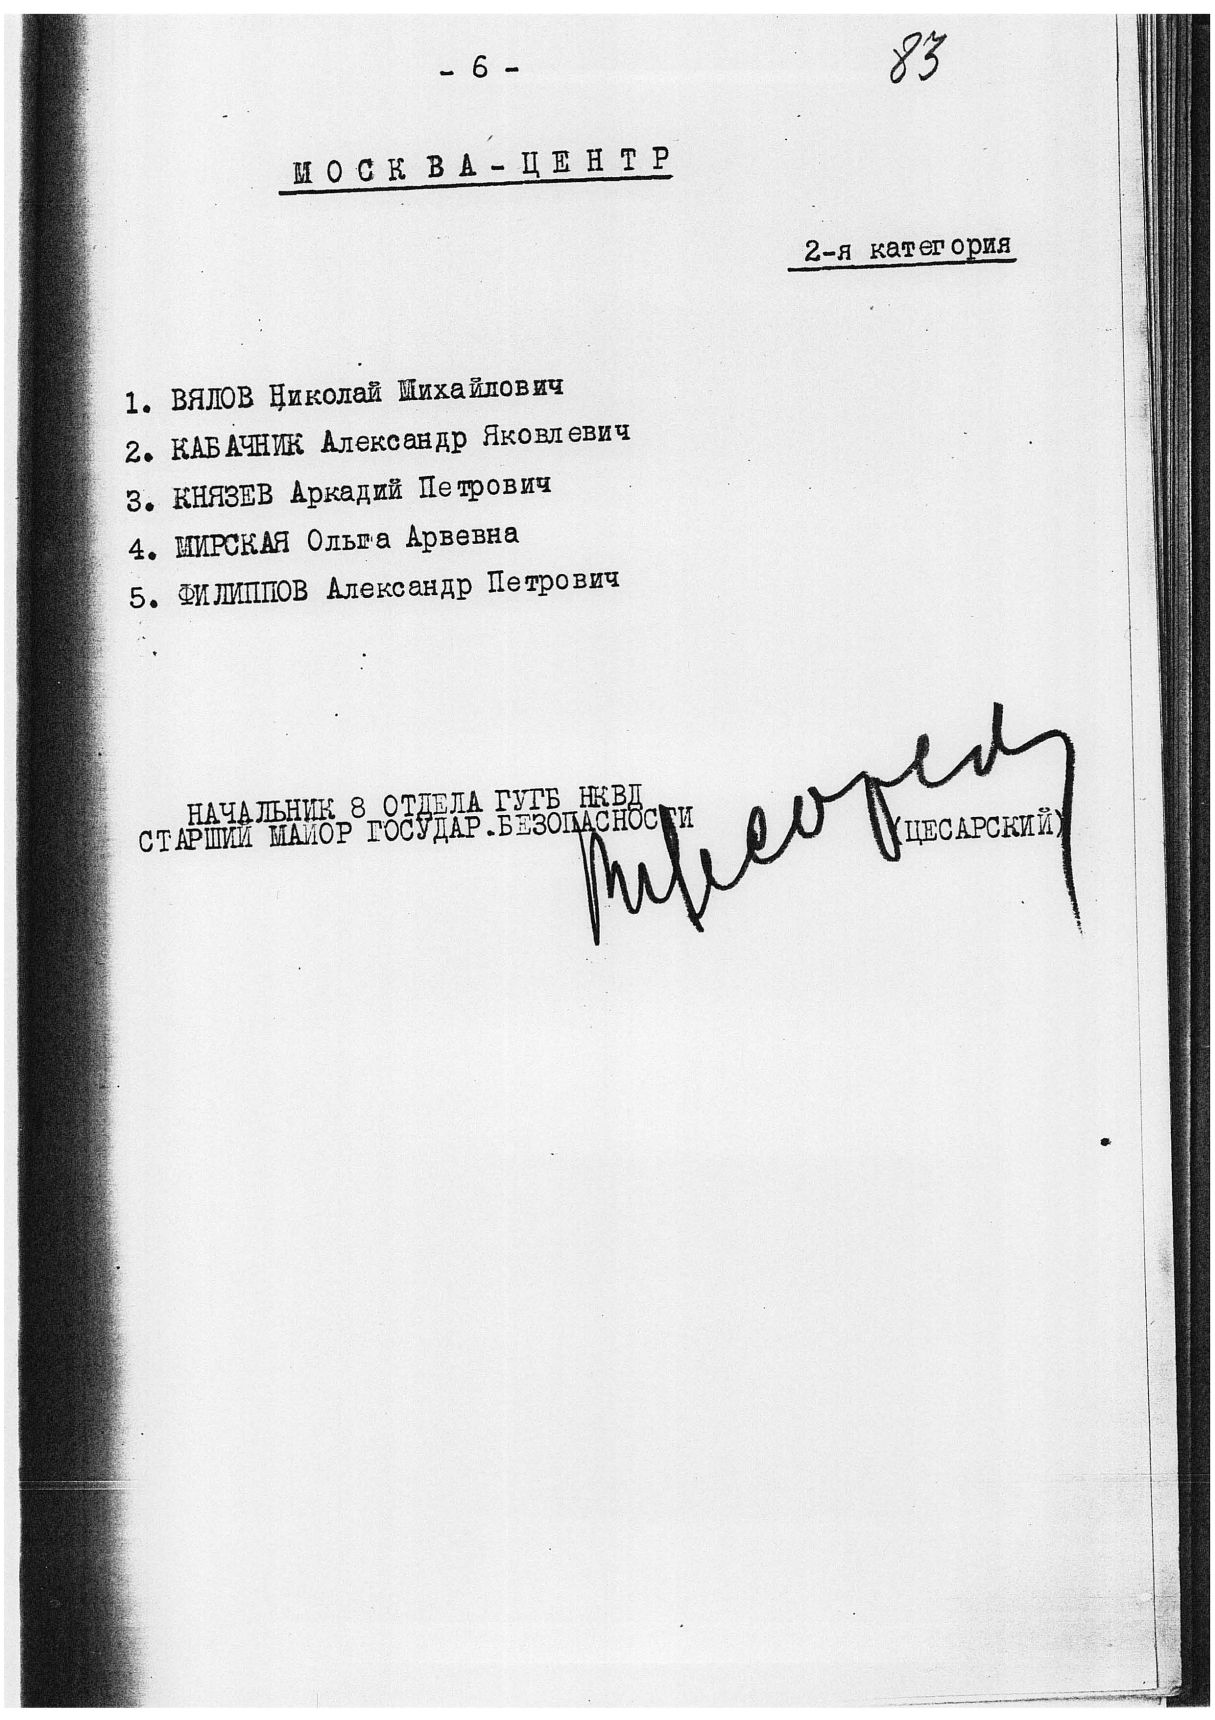 - 6 -
83
МОСКВА-ЦЕНТР
2-я категория
1. ВЯЛОВ Николай Михайлович
2. КАБАЧНИК Александр Яковлевич
3. КНЯЗЕВ Аркадий Петрович
4. МИРСКАЯ Ольга Арвевна
5. ФИЛИППОВ Александр Петрович
НАЧАЛЬНИК 8 ОТДЕЛА ГУГБ НКВД
СТАРШИЙ МАЙОР ГОСУДАР.БЕЗОПАСНОСТИ
(ЦЕСАРСКИЙ)